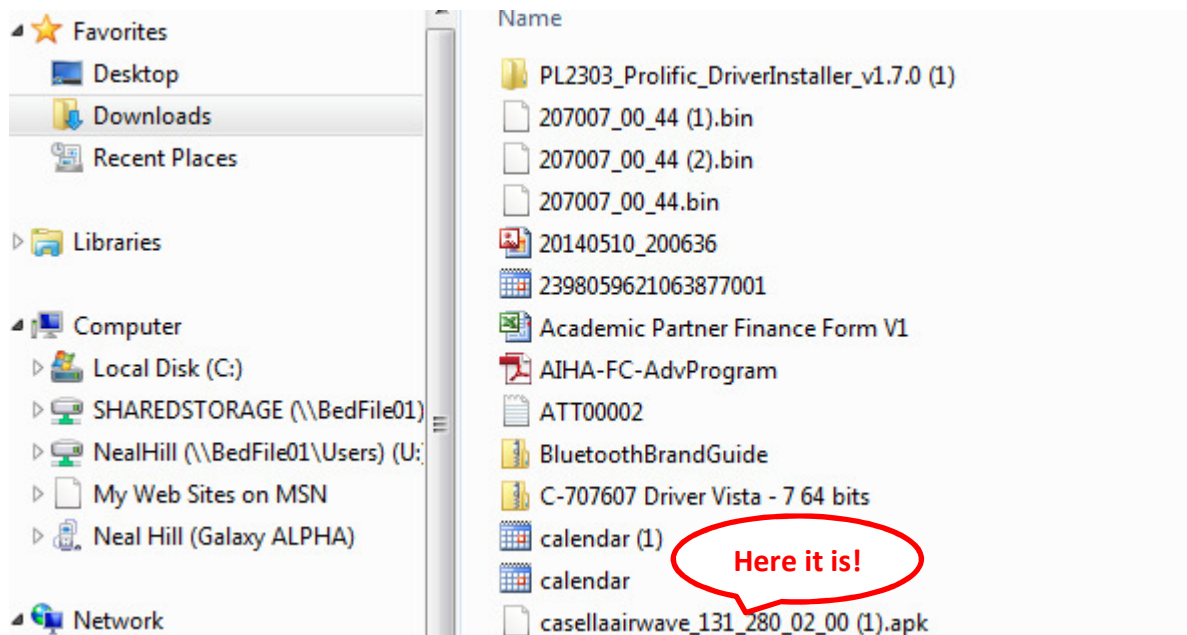 Favorites
Desktop
Downloads
Recent Places
Libraries
Computer
Local Disk (C:)
SHAREDSTORAGE (\\BedFile01)
NealHill (\\BedFile01\Users) (U:
My Web Sites on MSN
Neal Hill (Galaxy ALPHA)
Network
Name
PL2303_Prolific_DriverInstaller_v1.7.0 (1)
207007_00_44 (1).bin
207007_00_44 (2).bin
207007_00_44.bin
20140510_200636
2398059621063877001
Academic Partner Finance Form V1
AIHA-FC-AdvProgram
ATT00002
BluetoothBrandGuide
C-707607 Driver Vista - 7 64 bits
calendar (1)
Here it is!
calendar
casellaairwave_131_280_02_00 (1).apk